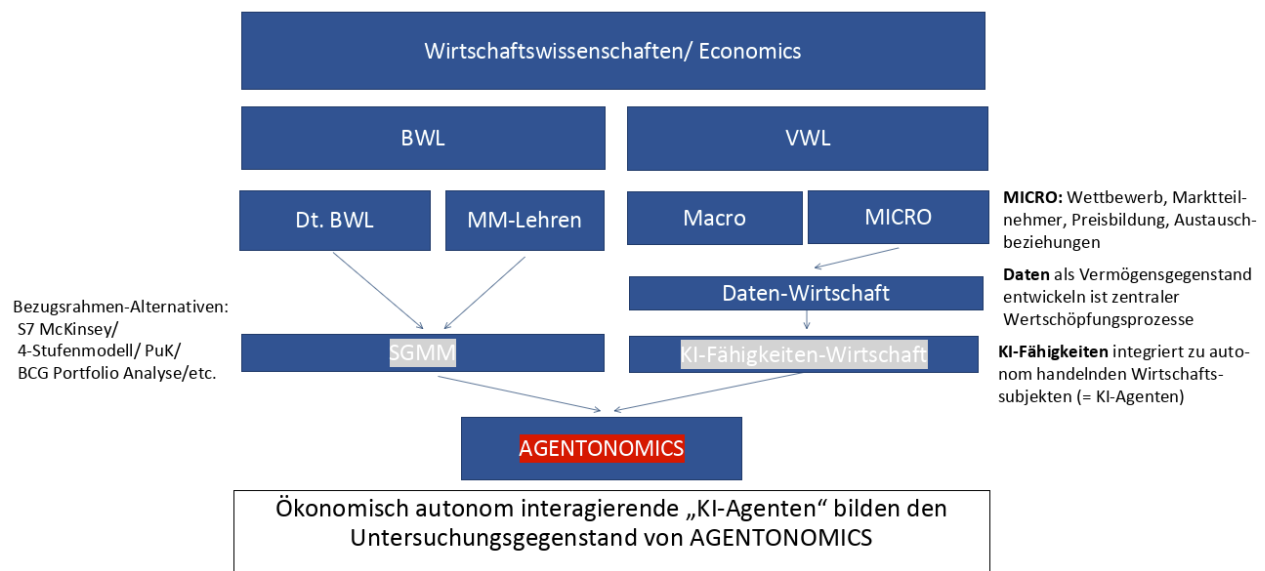 Wirtschaftswissenschaften/ Economics
BWL
VWL
Dt. BWL
MM-Lehren
Macro
MICRO
MICRO: Wettbewerb, Marktteil-
nehmer, Preisbildung, Austausch-
beziehungen
Daten-Wirtschaft
Daten als Vermögensgegenstand
entwickeln ist zentraler
Wertschöpfungsprozesse
Bezugsrahmen-Alternativen:
S7 McKinsey/
4-Stufenmodell/ PuK/
BCG Portfolio Analyse/etc.
SGMM
KI-Fähigkeiten-Wirtschaft
KI-Fähigkeiten integriert zu auto-
nom handelnden Wirtschafts-
subjekten (= KI-Agenten)
AGENTONOMICS
Ökonomisch autonom interagierende „KI-Agenten“ bilden den
Untersuchungsgegenstand von AGENTONOMICS